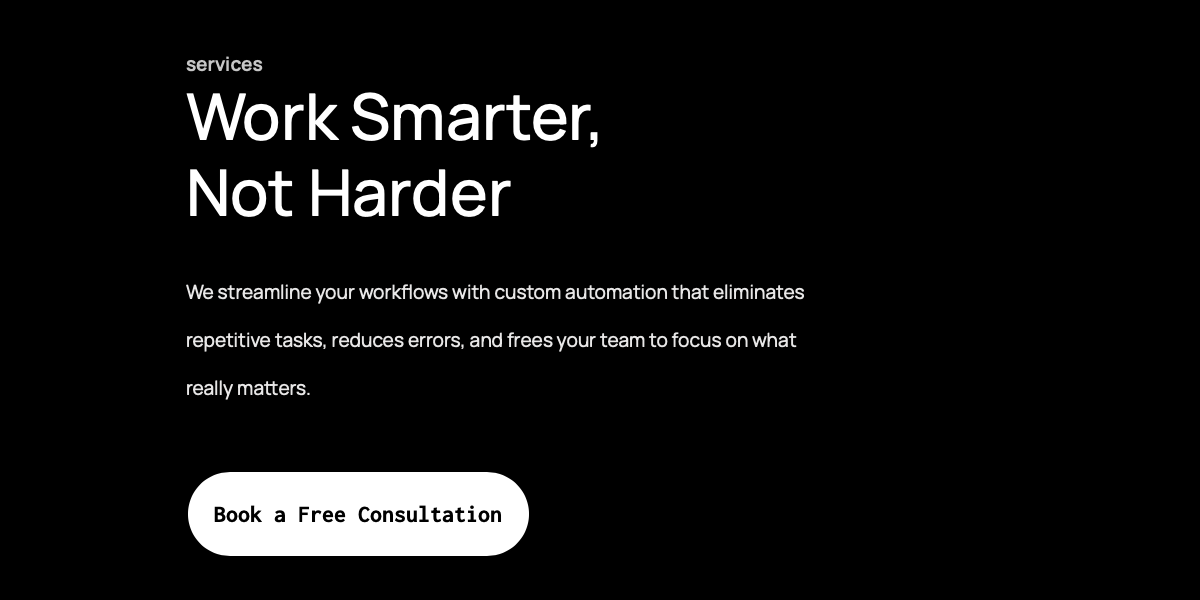 services
Work Smarter,
Not Harder
We streamline your workflows with custom automation that eliminates
repetitive tasks, reduces errors, and frees your team to focus on what
really matters.
Book a Free Consultation